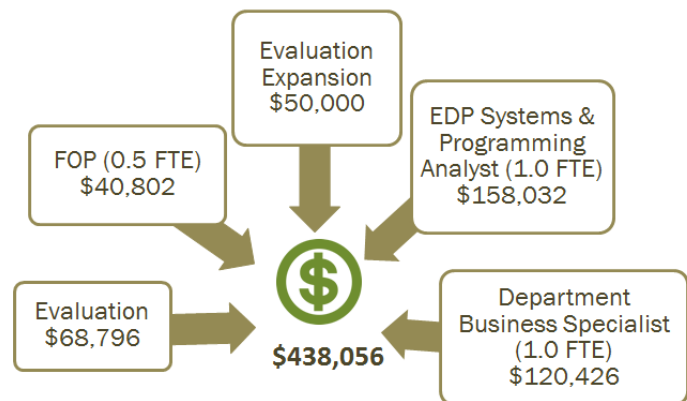 Evaluation
Expansion
$50,000
EDP Systems &
Programming
Analyst (1.0 FTE)
$158,032
FOP (0.5 FTE)
$40,802
$
Evaluation
$68,796
$438,056
Department
Business Specialist
(1.0 FTE)
$120,426